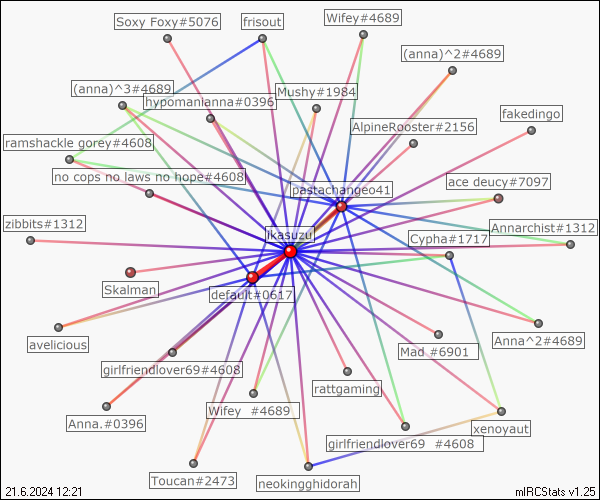 Soxy Foxy#5076
frisout
Wifey#4689
(anna)^2#4689
(anna)^3#4689
Mushy#1984
hypomanianna#0396
fakedingo
AlpineRooster#2156
ramshackle gorey#4608
no cops no laws no hope#4608
pastachangeo41
ace deucy#7097
zibbits#1312
ikasuzu
Annarchist#1312
Cypha#1717
Skalman
default#0617
avelicious
Anna^2#4689
Mad #6901
girlfriendlover69#4608
rattgaming
Anna.#0396
Wifey #4689
xenoyaut
girlfriendlover69 #4608
Toucan#2473
neokingghidorah
21.6.2024 12:21
mIRCStats v1.25